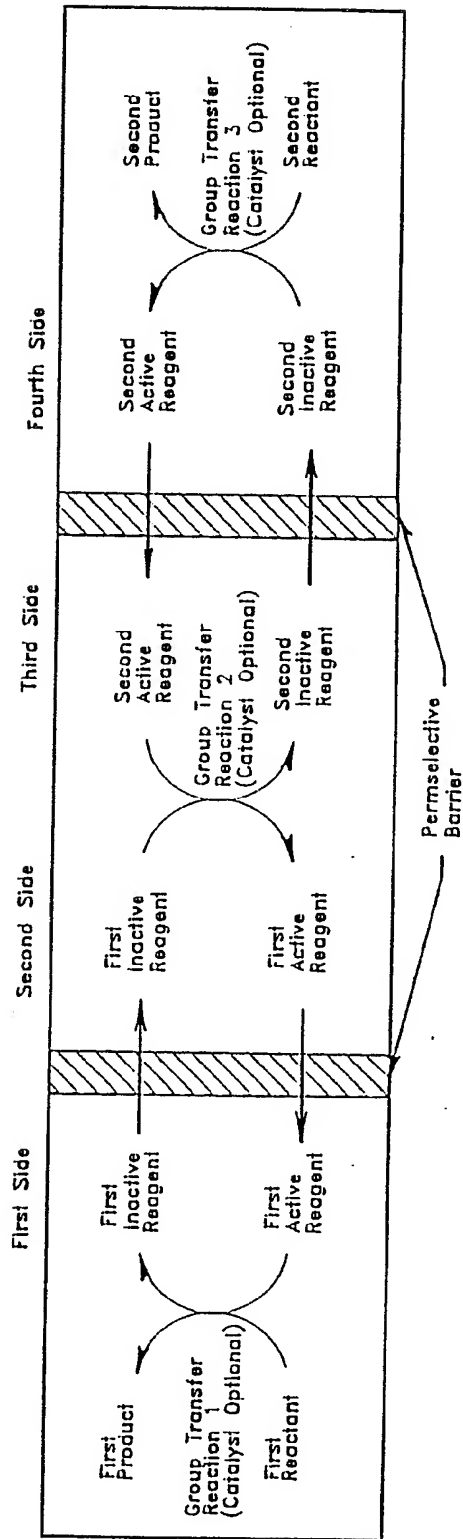 First Side
Second Side
Third Side
Fourth Side
First
Product
Group Transfer
Reaction 1
(Catalyst Optional)
First
Reactant
First
Inactive
Reagent
First
Active
Reagent
First
Inactive
Reagent
First
Active
Reagent
Second
Active
Reagent
Group Transfer
Reaction 2
(Catalyst Optional)
Second
Inactive
Reagent
Second
Active
Reagent
Second
Inactive
Reagent
Second
Product
Group Transfer
Reaction 3
(Catalyst Optional)
Second
Reactant
Permselective
Barrier